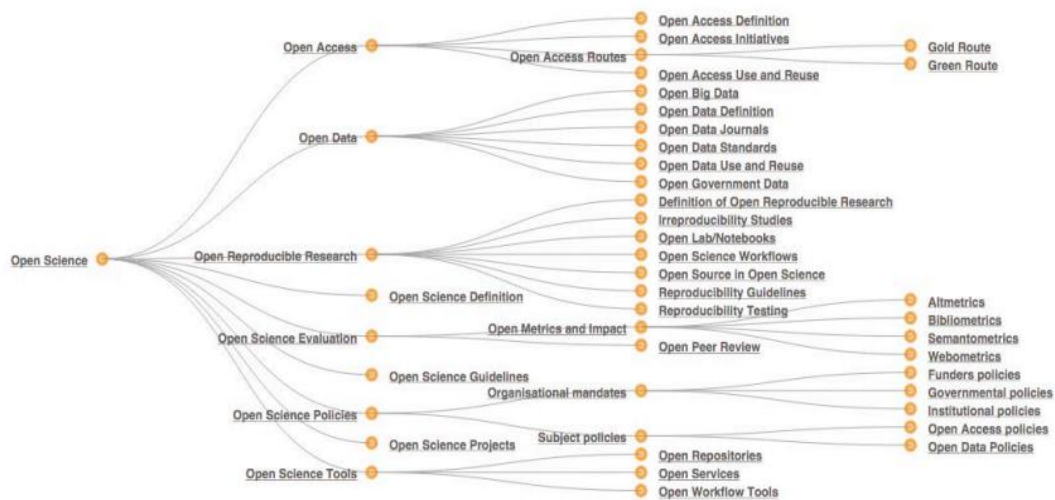 Open Access Definition
Open Access Initiatives
Open Access
Open Access Routes
Gold Route
Green Route
Open Access Use and Reuse
Open Big Data
Open Data Definition
Open Data Journals
Open Data
Open Data Standards
Open Data Use and Reuse
Open Government Data
Definition of Open Reproducible Research
Irreproducibility Studies
Open Lab/Notebooks
Open Science
Open Reproducible Research
Open Science Workflows
Open Source in Open Science
Reproducibility Guidelines
Reproducibility Testing
Open Science Definition
Altmetrics
Bibliometrics
Open Science Evaluation
Open Metrics and Impact
Semantometrics
Webometrics
Open Peer Review
Open Science Guidelines
Funders policies
Organisational mandates
Governmental policies
Institutional policies
Open Science Policies
Open Access policies
Subject policies
Open Data Policies
Open Science Projects
Open Repositories
Open Science Tools
Open Services
Open Workflow Tools